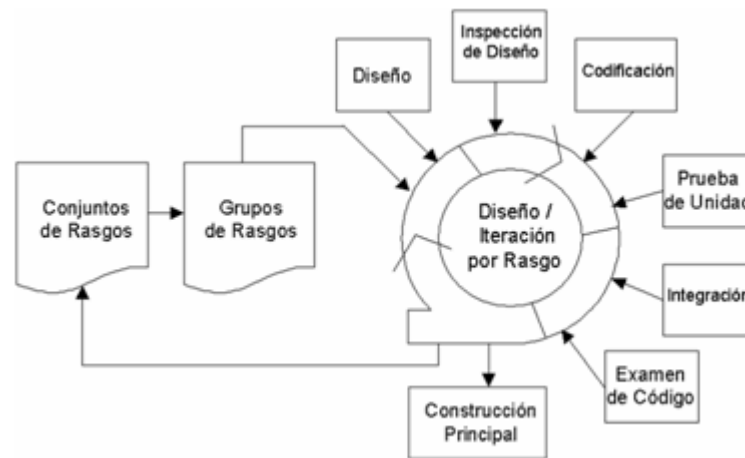 Inspección
de Diseño
Diseño
Codificación
Conjuntos
de Rasgos
Grupos
de Rasgos
Diseño /
Iteración
por Rasgo
Prueba
de Unidad
Integración
Examen
de Código
Construcción
Principal